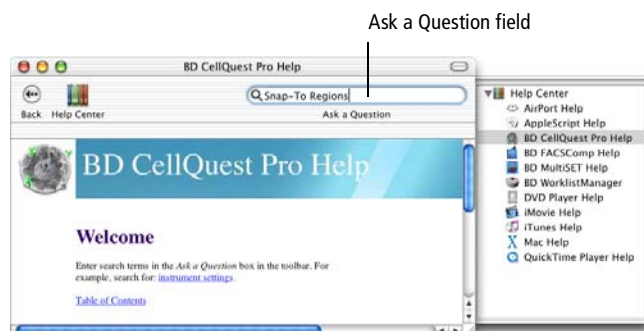 Ask a Question field
BD CellQuest Pro Help
Snap-To Regions
Back Help Center Ask a Question
BD CellQuest Pro Help
Welcome
Enter search terms in the Ask a Question box in the toolbar. For
example, search for: instrument settings.
Table of Contents
Help Center
AirPort Help
AppleScript Help
BD CellQuest Pro Help
BD FACSComp Help
BD MultiSET Help
BD WorklistManager
DVD Player Help
iMovie Help
iTunes Help
Mac Help
QuickTime Player Help